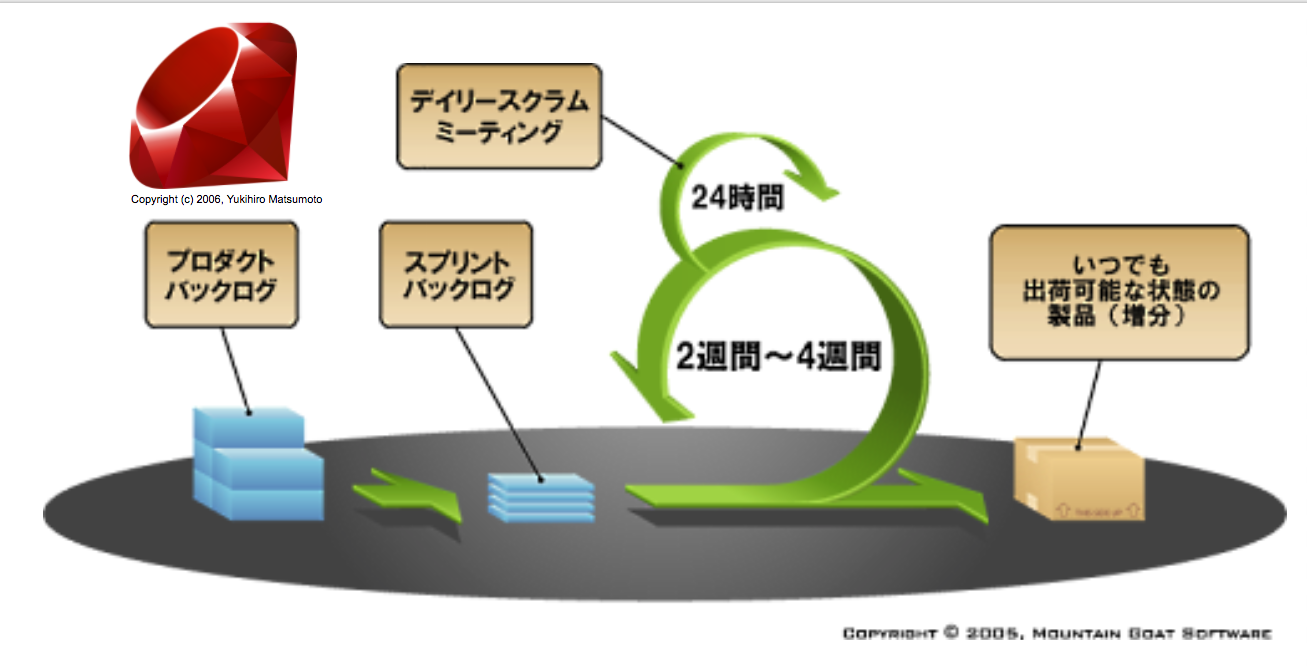 Copyright (c) 2006, Yukihiro Matsumoto
デイリースクラム
ミーティング
24時間
プロダクト
バックログ
スプリント
バックログ
2週間〜4週間
いつでも
出荷可能な状態の
製品（増分）
COPYRIGHT © 2005, MOUNTAIN GOAT SOFTWARE